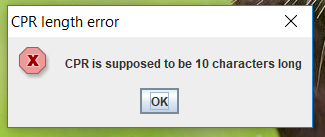 CPR length error
CPR is supposed to be 10 characters long
OK